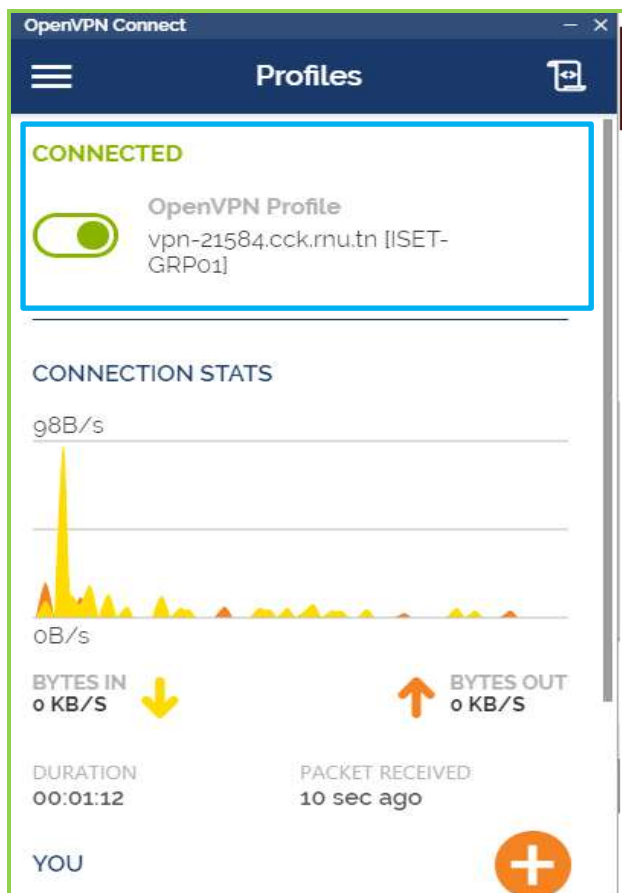 OpenVPN Connect
Profiles
CONNECTED
OpenVPN Profile
vpn-21584.cck.rnu.tn [ISET-
GRP01]
CONNECTION STATS
98B/s
0B/s
BYTES IN
0 KB/S
BYTES OUT
0 KB/S
DURATION
00:01:12
PACKET RECEIVED
10 sec ago
YOU